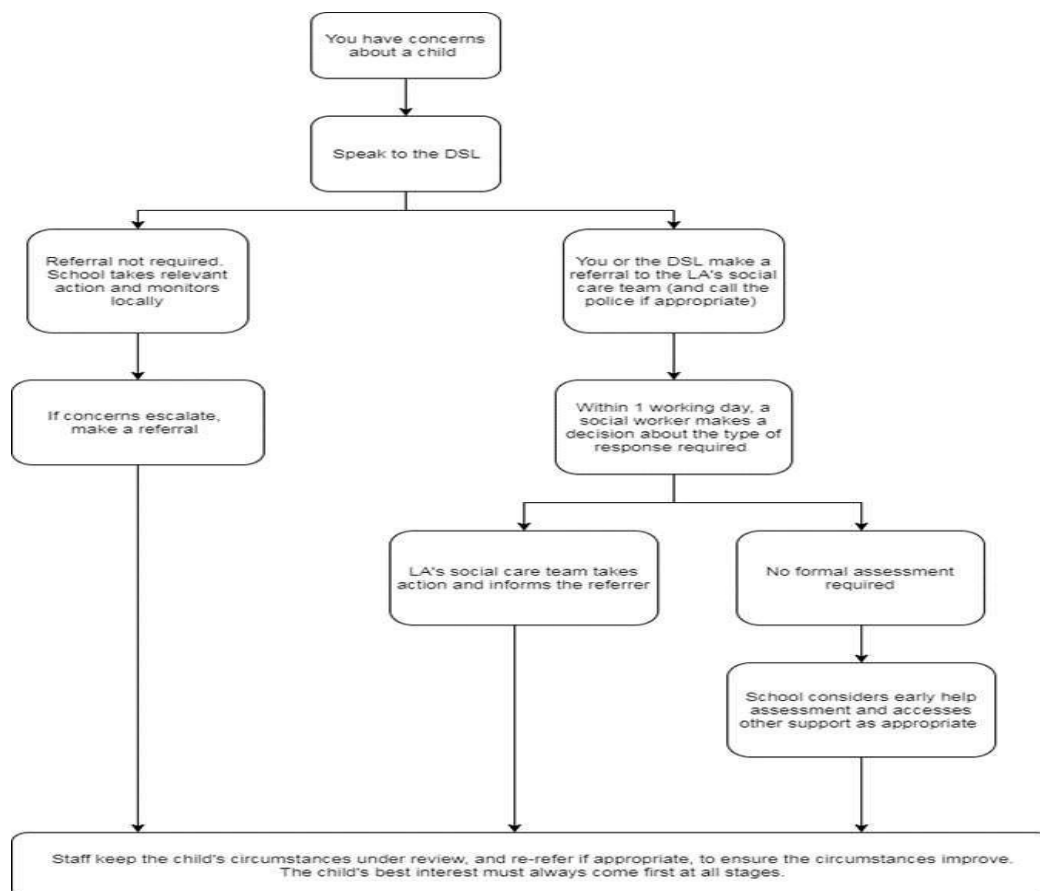 You have concerns
about a child
Speak to the DSL
Referral not required.
School takes relevant
action and monitors
locally
If concerns escalate,
make a referral
You or the DSL make a
referral to the LA's social
care team (and call the
police if appropriate)
Within 1 working day, a
social worker makes a
decision about the type of
response required
LA's social care team takes
action and informs the referrer
No formal assessment
required
School considers early help
assessment and accesses
other support as appropriate
Staff keep the child's circumstances under review, and re-refer if appropriate, to ensure the circumstances improve.
The child's best interest must always come first at all stages.